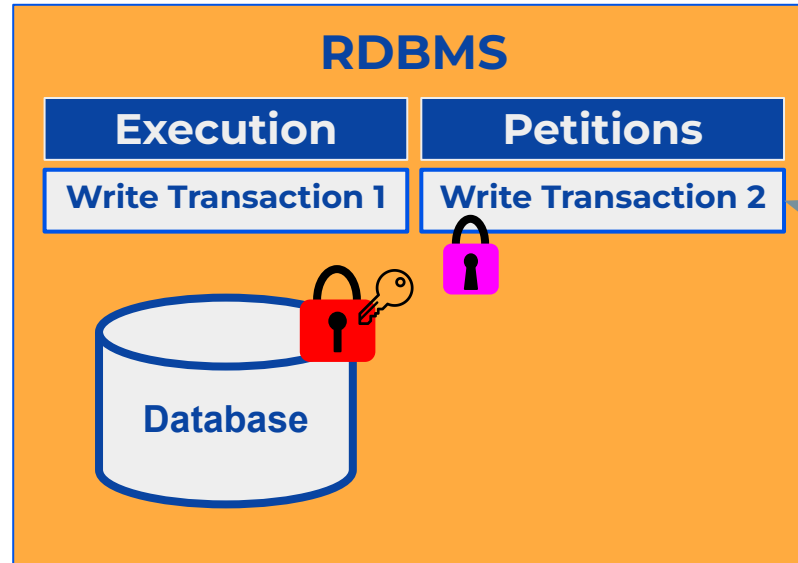 RDBMS
Execution
Petitions
Write Transaction 1
Write Transaction 2
Database